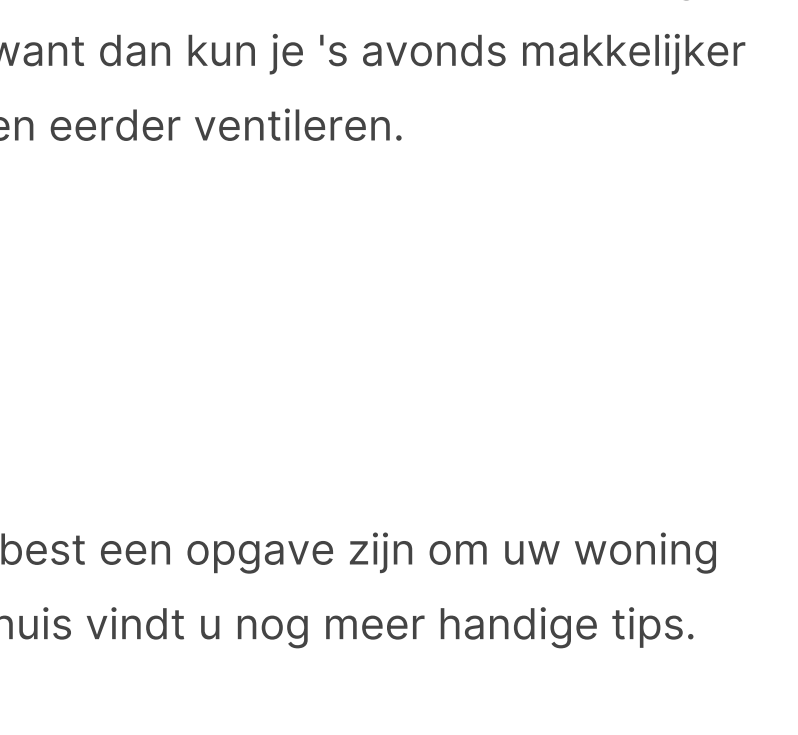 want dan kun je 's avonds makkelijker
en eerder ventileren.
best een opgave zijn om uw woning
huis vindt u nog meer handige tips.